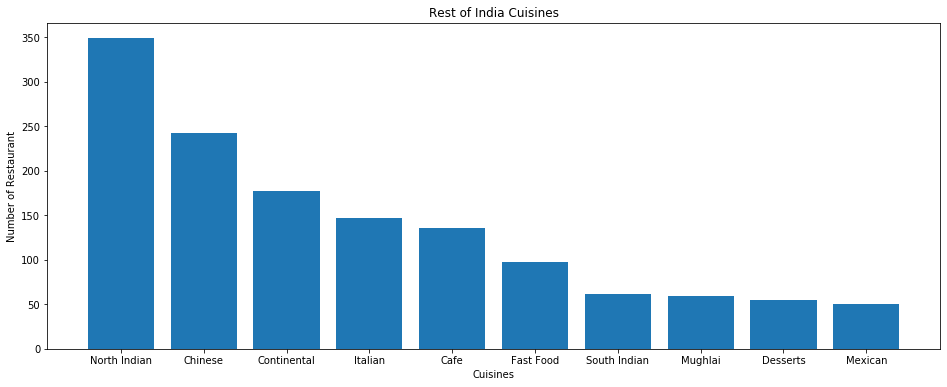 Rest of India Cuisines
Number of Restaurant
350
300
250
200
150
100
50
0
North Indian Chinese Continental Italian Cafe Fast Food South Indian Mughlai Desserts Mexican
Cuisines